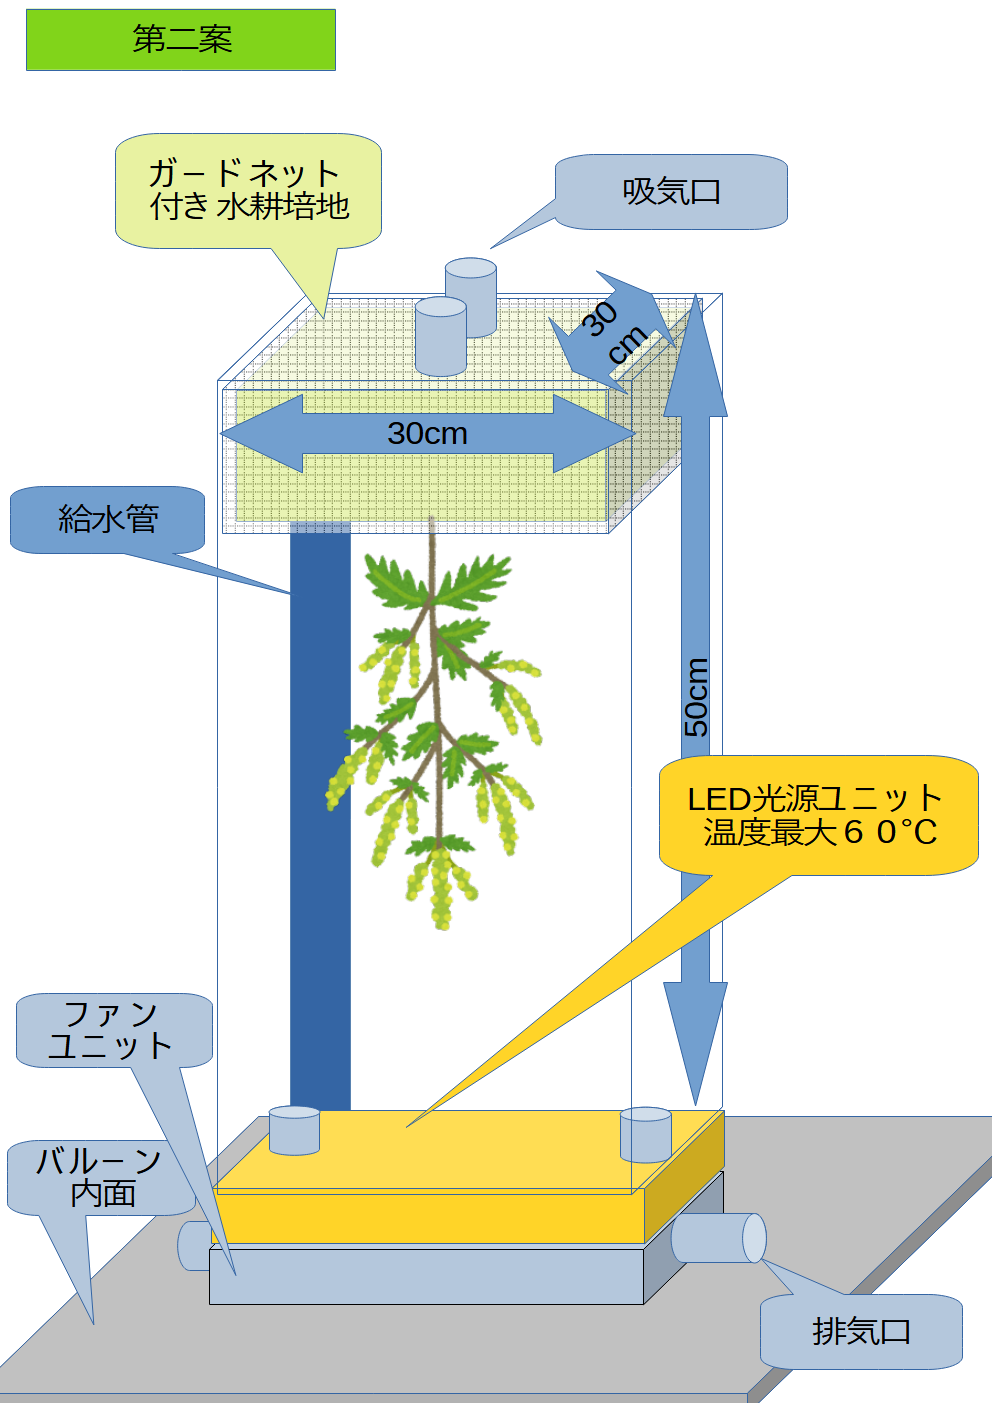 第二案
ガードネット
付き水耕培地
吸気口
30
cm
30cm
給水管
50cm
LED光源ユニット
温度最大６０℃
ファン
ユニット
バルーン
内面
排気口